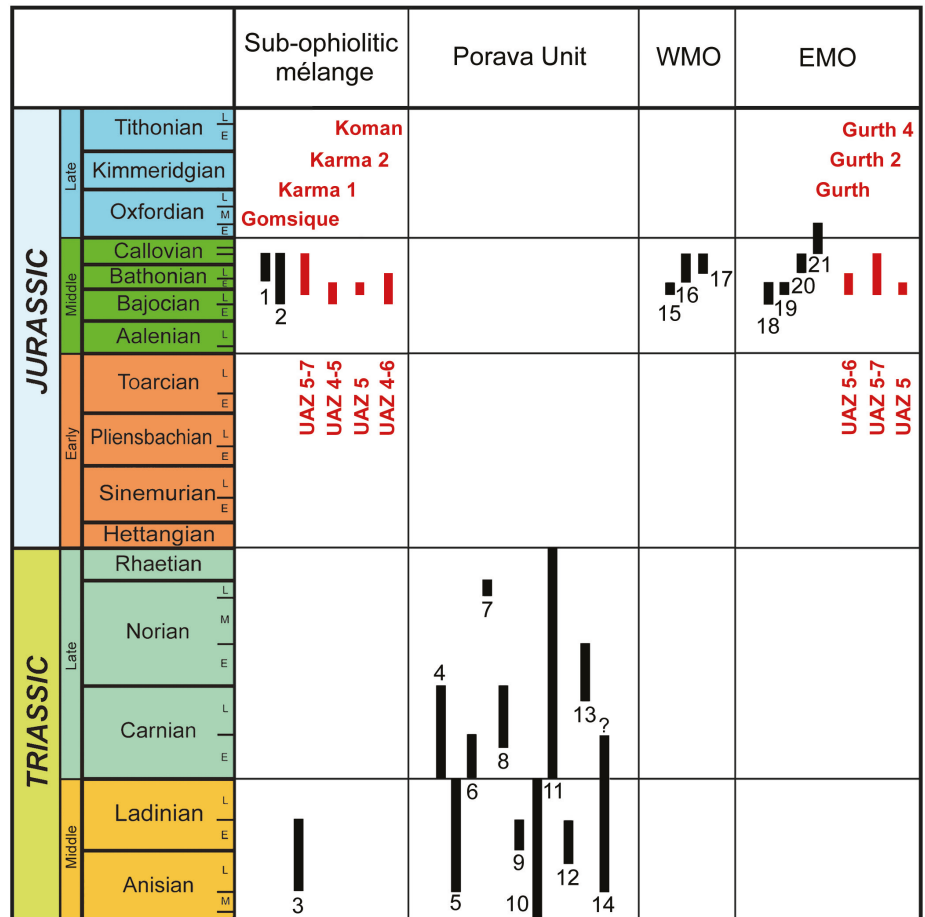 Sub-ophiolitic
mélange
Porava Unit
WMO
EMO
JURASSIC
Late
Tithonian
L
E
Kimmeridgian
Oxfordian
L
M
E
Koman
Karma 2
Karma 1
Gomsique
Gurth 4
Gurth 2
Gurth
Middle
Callovian
Bathonian
L
E
Bajocian
L
E
Aalenian
L
1
2
15
16
17
18
19
20
21
Early
Toarcian
L
E
Pliensbachian
L
E
Sinemurian
L
E
Hettangian
UAZ 5-7
UAZ 4-5
UAZ 5
UAZ 4-6
UAZ 5-6
UAZ 5-7
UAZ 5
TRIASSIC
Late
Rhaetian
Norian
L
M
E
Carnian
L
E
7
4
13
?
8
6
11
Middle
Ladinian
L
E
Anisian
L
M
9
12
3
5
10
14